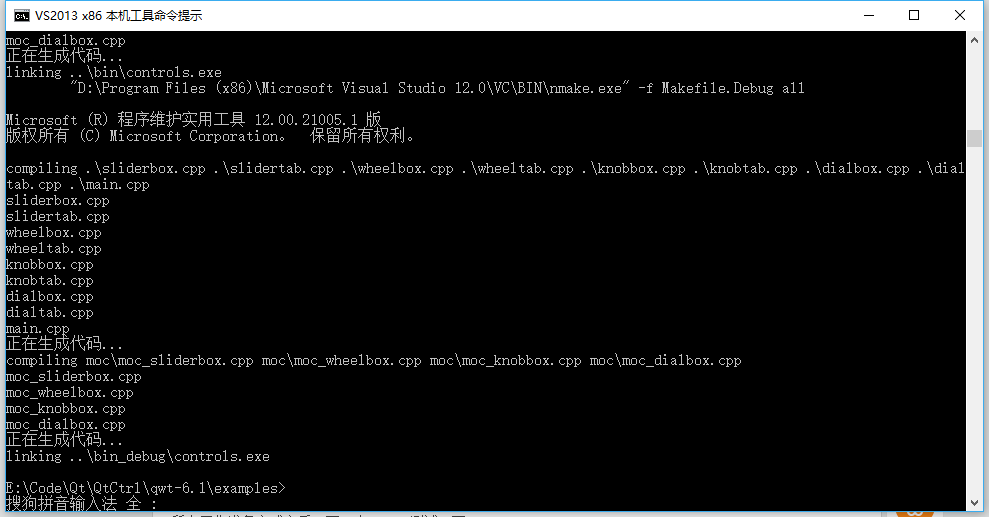 VS2013 x86 本机工具命令提示
moc_dialbox.cpp
正在生成代码...
linking ..\bin\controls.exe
"D:\Program Files (x86)\Microsoft Visual Studio 12.0\VC\BIN\nmake.exe" -f Makefile.Debug all
Microsoft (R) 程序维护实用工具 12.00.21005.1 版
版权所有 (C) Microsoft Corporation。  保留所有权利。
compiling .\sliderbox.cpp .\slidertab.cpp .\wheelbox.cpp .\wheeltab.cpp .\knobbox.cpp .\knobtab.cpp .\dialbox.cpp .\dial
tab.cpp .\main.cpp
sliderbox.cpp
slidertab.cpp
wheelbox.cpp
wheeltab.cpp
knobbox.cpp
knobtab.cpp
dialbox.cpp
dialtab.cpp
main.cpp
正在生成代码...
compiling moc\moc_sliderbox.cpp moc\moc_wheelbox.cpp moc\moc_knobbox.cpp moc\moc_dialbox.cpp
moc_sliderbox.cpp
moc_wheelbox.cpp
moc_knobbox.cpp
moc_dialbox.cpp
正在生成代码...
linking ..\bin_debug\controls.exe
E:\Code\Qt\QtCtrl\qwt-6.1\examples>
搜狗拼音输入法 全 :